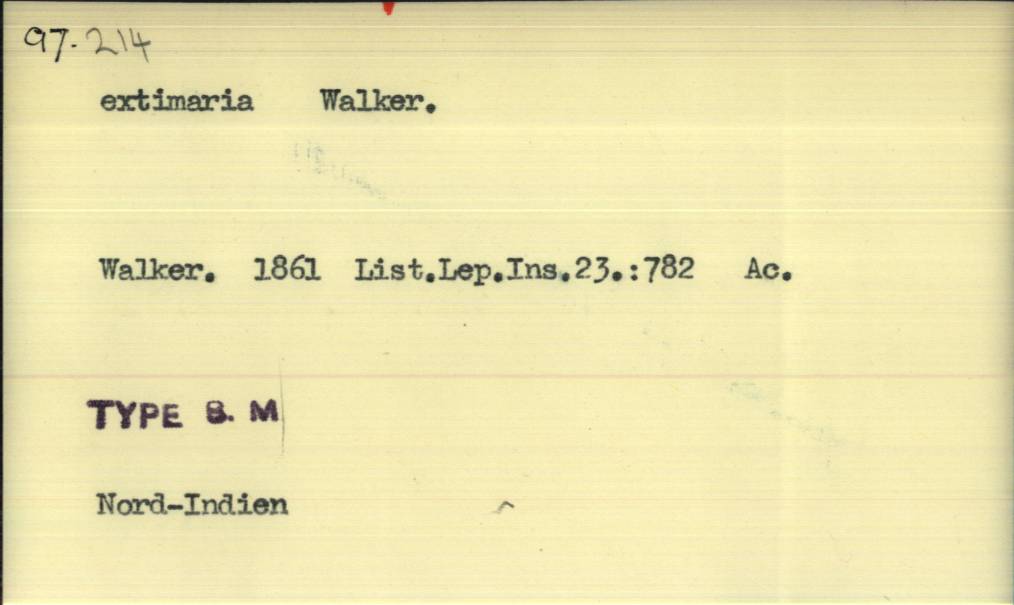 97-214
extimaria Walker.
Walker. 1861 List.Lep.Ins.23.:782 Ac.
TYPE B. M
Nord-Indien